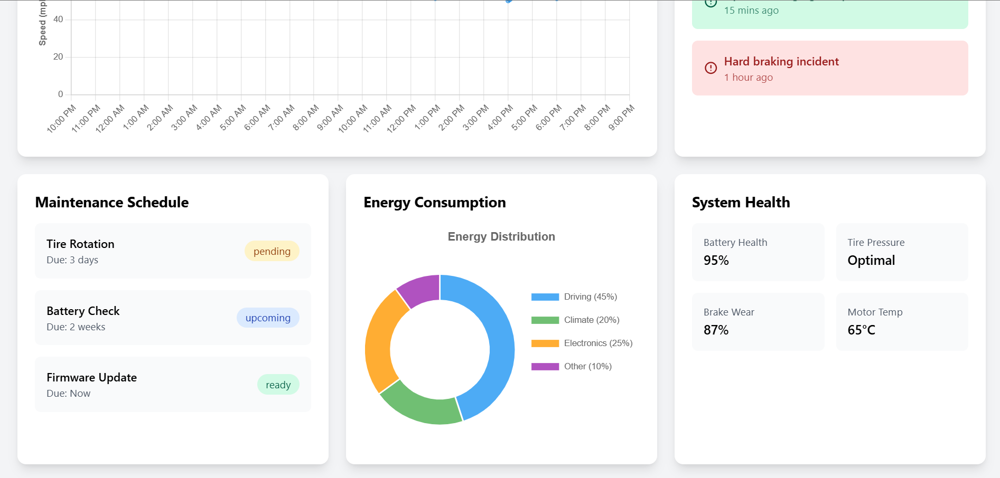 Speed (mp
40
20
0
10:00 PM
11:00 PM
12:00 AM
1:00 AM
2:00 AM
3:00 AM
4:00 AM
5:00 AM
6:00 AM
7:00 AM
8:00 AM
9:00 AM
10:00 AM
11:00 AM
12:00 PM
1:00 PM
2:00 PM
3:00 PM
4:00 PM
5:00 PM
6:00 PM
7:00 PM
8:00 PM
9:00 PM
15 mins ago
Hard braking incident
1 hour ago
Maintenance Schedule
Tire Rotation
Due: 3 days
pending
Battery Check
Due: 2 weeks
upcoming
Firmware Update
Due: Now
ready
Energy Consumption
Energy Distribution
Driving (45%)
Climate (20%)
Electronics (25%)
Other (10%)
System Health
Battery Health
95%
Tire Pressure
Optimal
Brake Wear
87%
Motor Temp
65°C